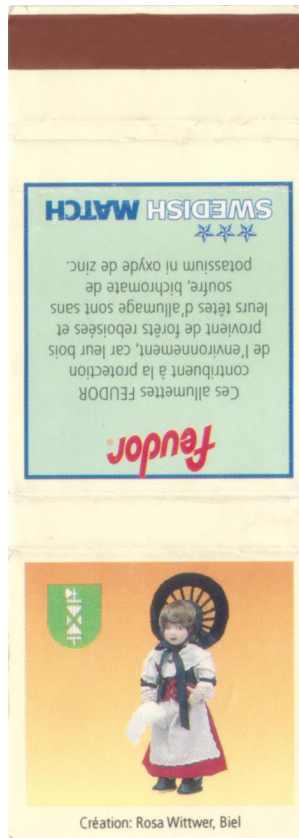 feudor
Ces allumettes FEUDOR
contribuent à la protection
de l'environnement, car leur bois
provient de forêts reboisées et
leurs têtes d'allumage sont sans
soufre, bichromate de
potassium ni oxyde de zinc.
SWEDISH MATCH
Création: Rosa Wittwer, Biel